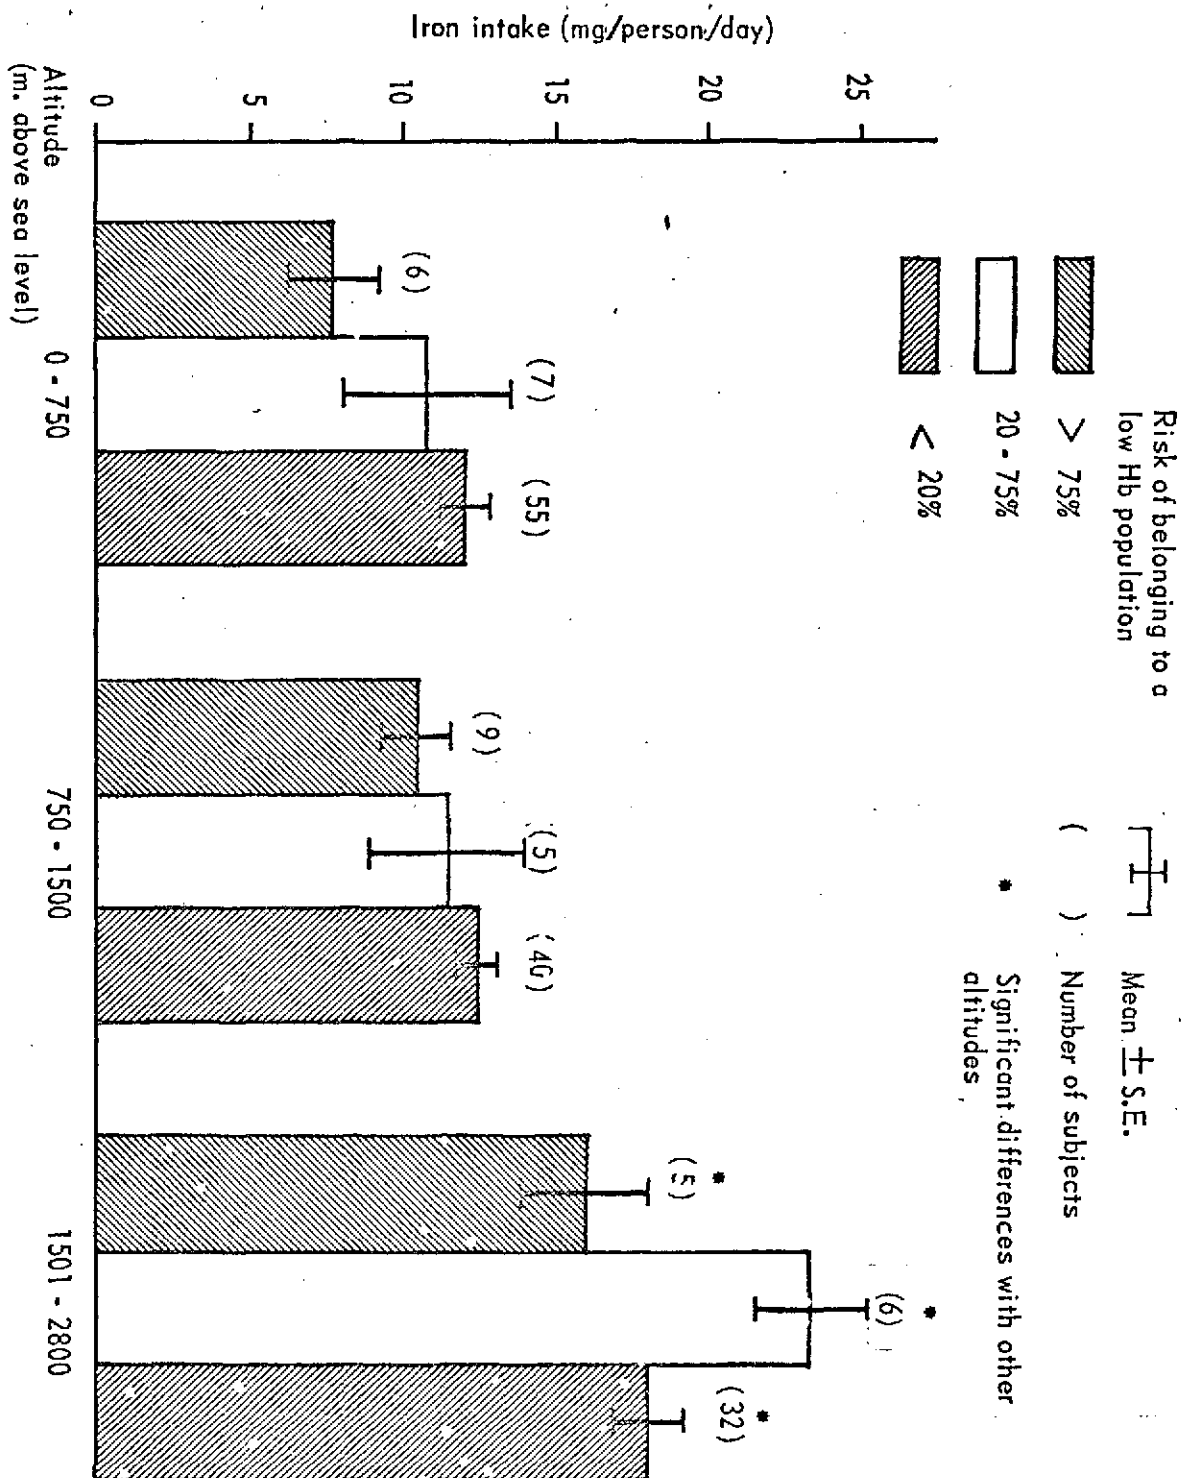 Risk of belonging to a
low Hb population
> 75%
20 - 75%
< 20%
Mean ± S.E.
( ) Number of subjects
* Significant differences with other
altitudes
Iron intake (mg/person/day)
25
20
15
10
5
0
(6)
(7)
(55)
(9)
(5)
(40)
*
(5)
*
(6)
*
(32)
Altitude
(m. above sea level)
0 - 750
750 - 1500
1501 - 2800